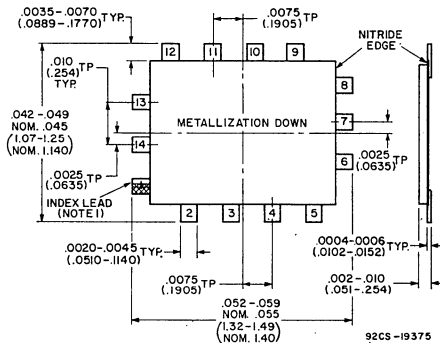 .0035-.0070
(.0889-.1770) TYP.
.0075
(.1905) TP
NITRIDE
EDGE
12
11
10
9
.010
(.254) TP
TYP.
8
13
.042-.049
NOM. .045
(1.07-1.25
NOM. 1.140)
METALLIZATION DOWN
7
.0025
(.0635) TP
14
6
.0025
(.0635) TP
INDEX LEAD
(NOTE 1)
2
3
4
5
.0020-.0045
(.0510-.1140) TYP.
.0004-.0006
(.0102-.0152) TYP.
.0075
(.1905) TP
.002-.010
(.051-.254)
.052-.059
NOM. .055
(1.32-1.49
NOM. 1.40)
92CS-19375